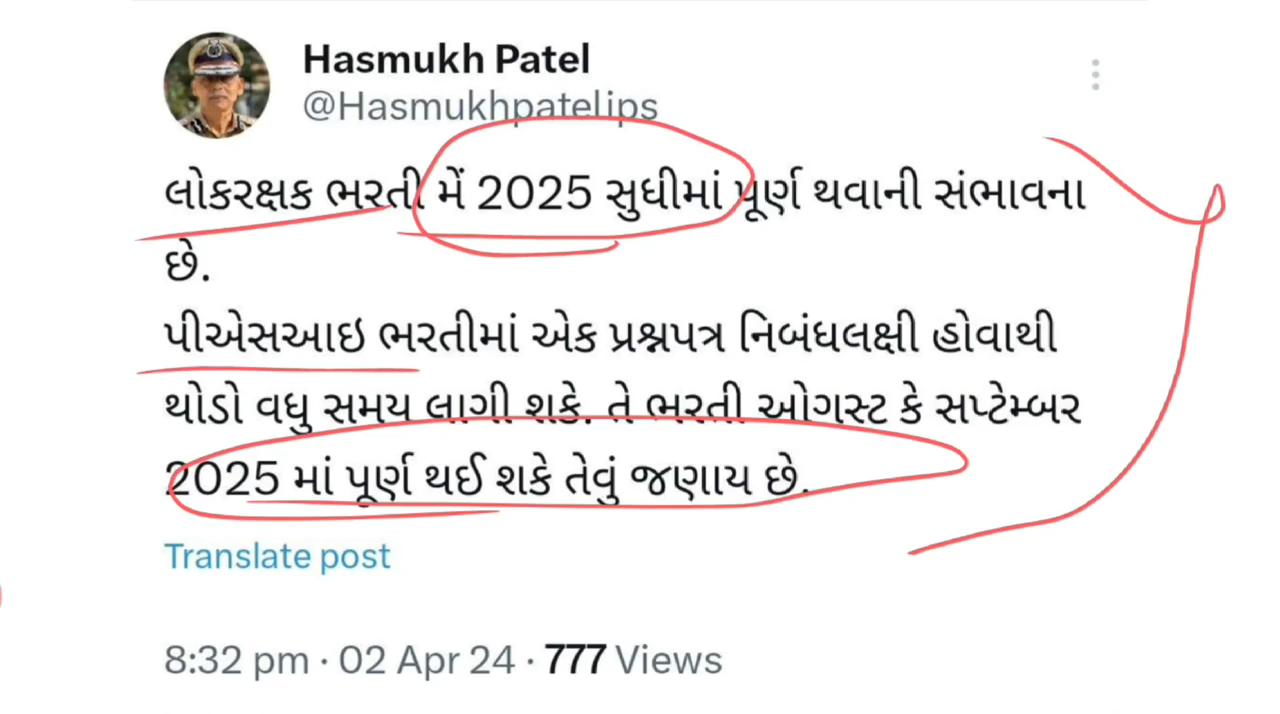 Hasmukh Patel
@Hasmukhpatelips
લોકરક્ષક ભરતી મેં 2025 સુધીમાં પૂર્ણ થવાની સંભાવના
છે.
પીએસઆઇ ભરતીમાં એક પ્રશ્નપત્ર નિબંધલક્ષી હોવાથી
થોડો વધુ સમય લાગી શકે. તે ભરતી ઓગસ્ટ કે સપ્ટેમ્બર
2025 માં પૂર્ણ થઈ શકે તેવું જણાય છે.
Translate post
8:32 pm · 02 Apr 24 · 777 Views